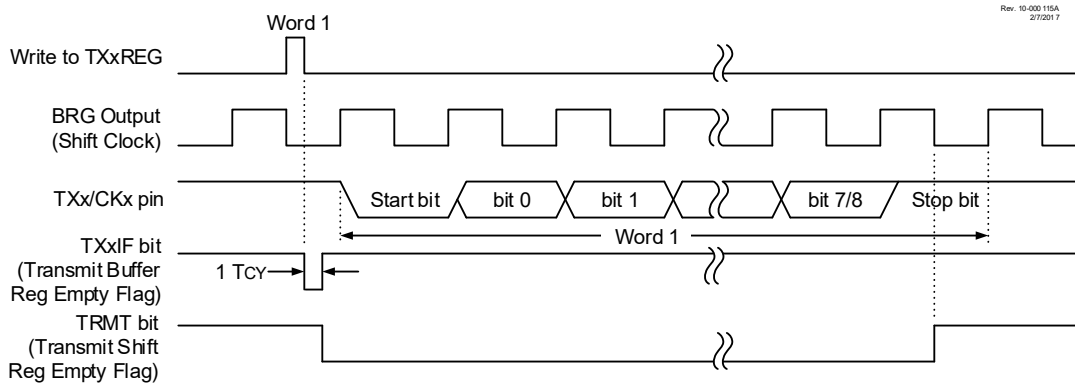 Rev. 10-000 115A
2/7/201 7
Word 1
Write to TXxREG
BRG Output
(Shift Clock)
TXx/CKx pin
Start bit
bit 0
bit 1
bit 7/8
Stop bit
Word 1
TXxIF bit
(Transmit Buffer
Reg Empty Flag)
1 TCY
TRMT bit
(Transmit Shift
Reg Empty Flag)